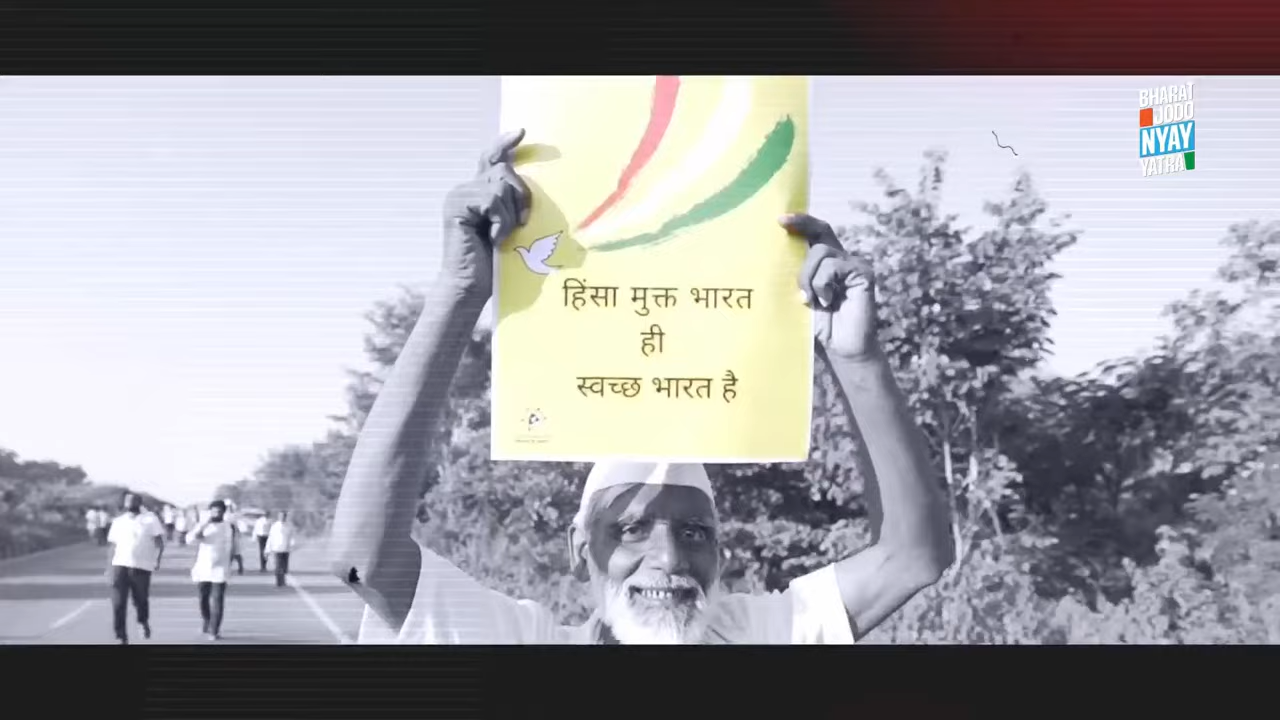 BHARAT
JODO
NYAY
YATRA
हिंसा मुक्त भारत
ही
स्वच्छ भारत है